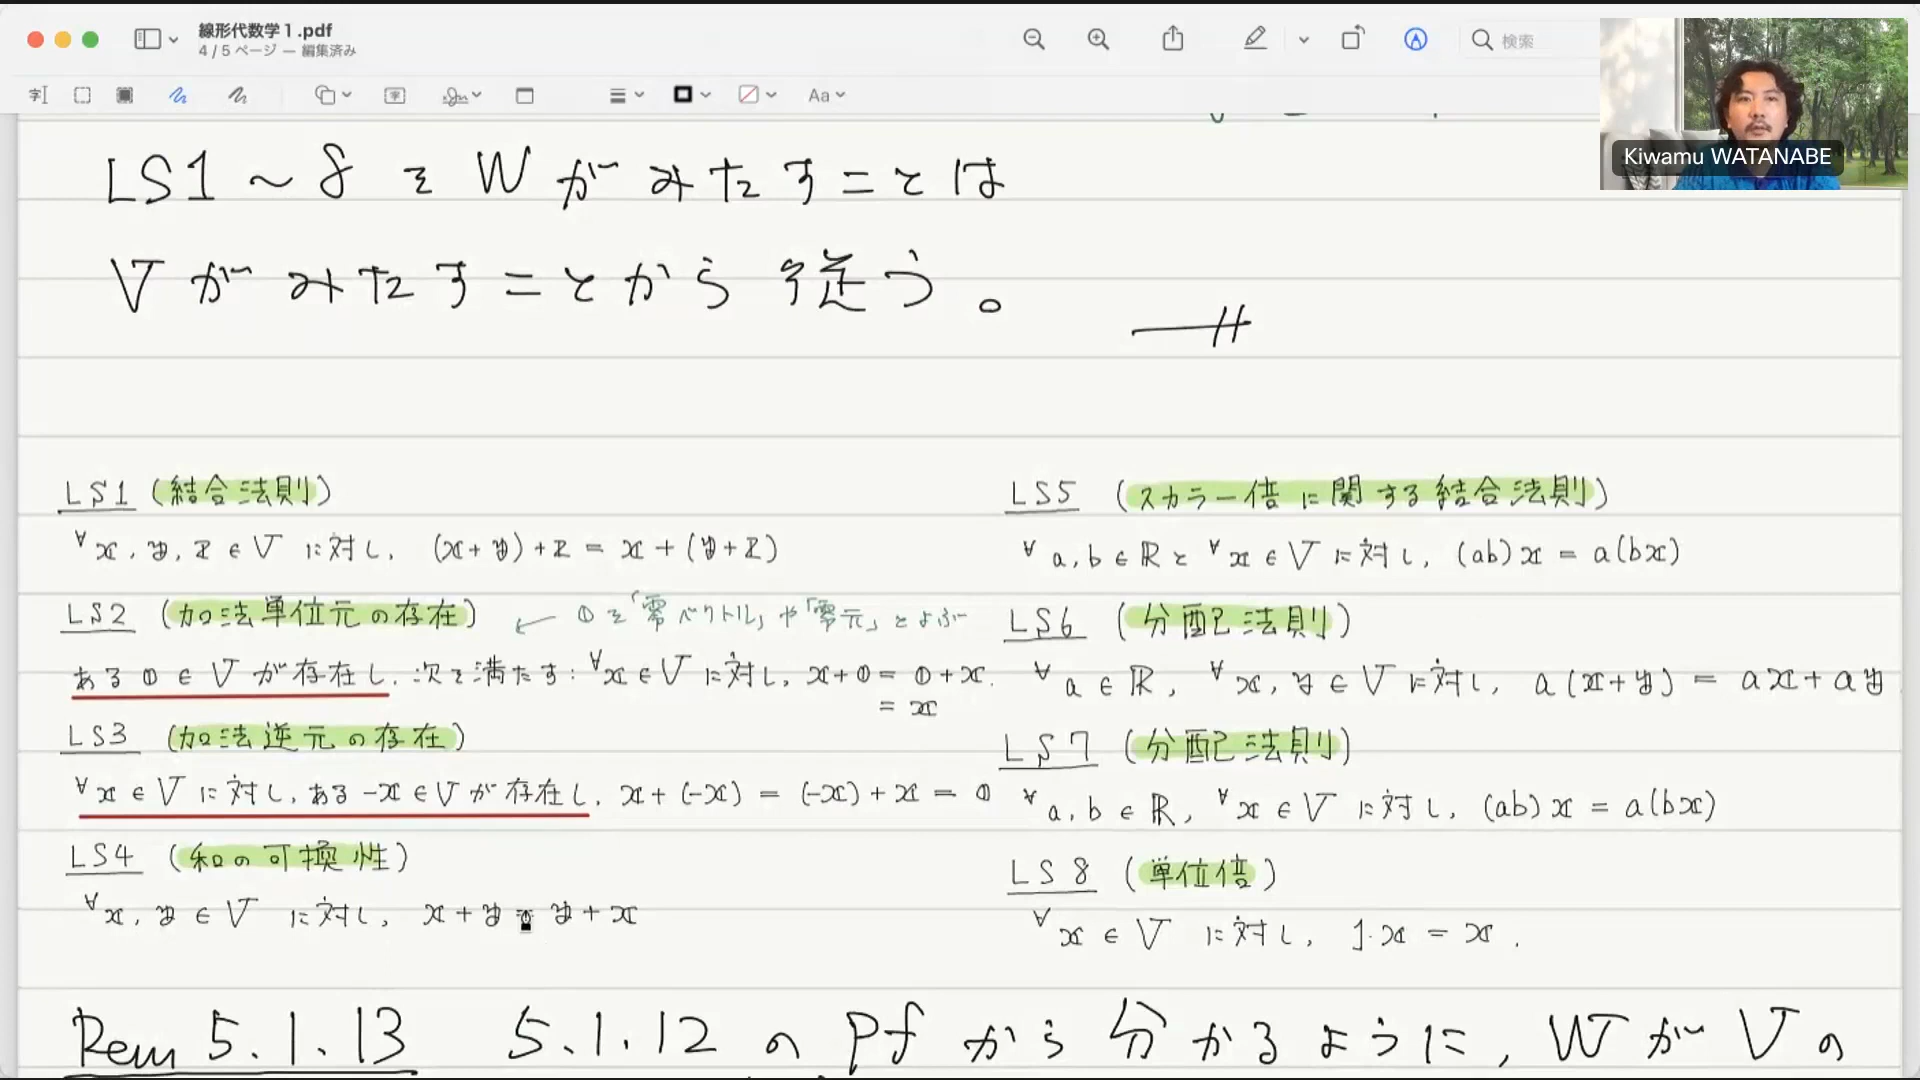 線形代数学 1 .pdf
4 / 5 ページ — 編集済み
検索
Aa
Kiwamu WATANABE
LS1 ~ 8 を W がみたすことは
V がみたすことから従う。
LS1 (結合法則)
∀x, y, z ∈ V に対し, (x+y)+z = x+(y+z)
LS2 (加法単位元の存在) ← 0を「零ベクトル」や「零元」とよぶ
ある 0 ∈ V が存在し, 次を満たす: ∀x ∈ V に対し, x+0 = 0+x.
= x
LS3 (加法逆元の存在)
∀x ∈ V に対し, ある -x ∈ V が存在し, x+(-x) = (-x)+x = 0
LS4 (和の可換性)
∀x, y ∈ V に対し, x+y = y+x
LS5 (スカラー倍に関する結合法則)
∀a, b ∈ ℝ と ∀x ∈ V に対し, (ab)x = a(bx)
LS6 (分配法則)
∀a ∈ ℝ, ∀x, y ∈ V に対し, a(x+y) = ax+ay
LS7 (分配法則)
∀a, b ∈ ℝ, ∀x ∈ V に対し, (ab)x = a(bx)
LS8 (単位倍)
∀x ∈ V に対し, 1·x = x.
Rem 5.1.13 5.1.12 の Pf から分かるように, W が V の